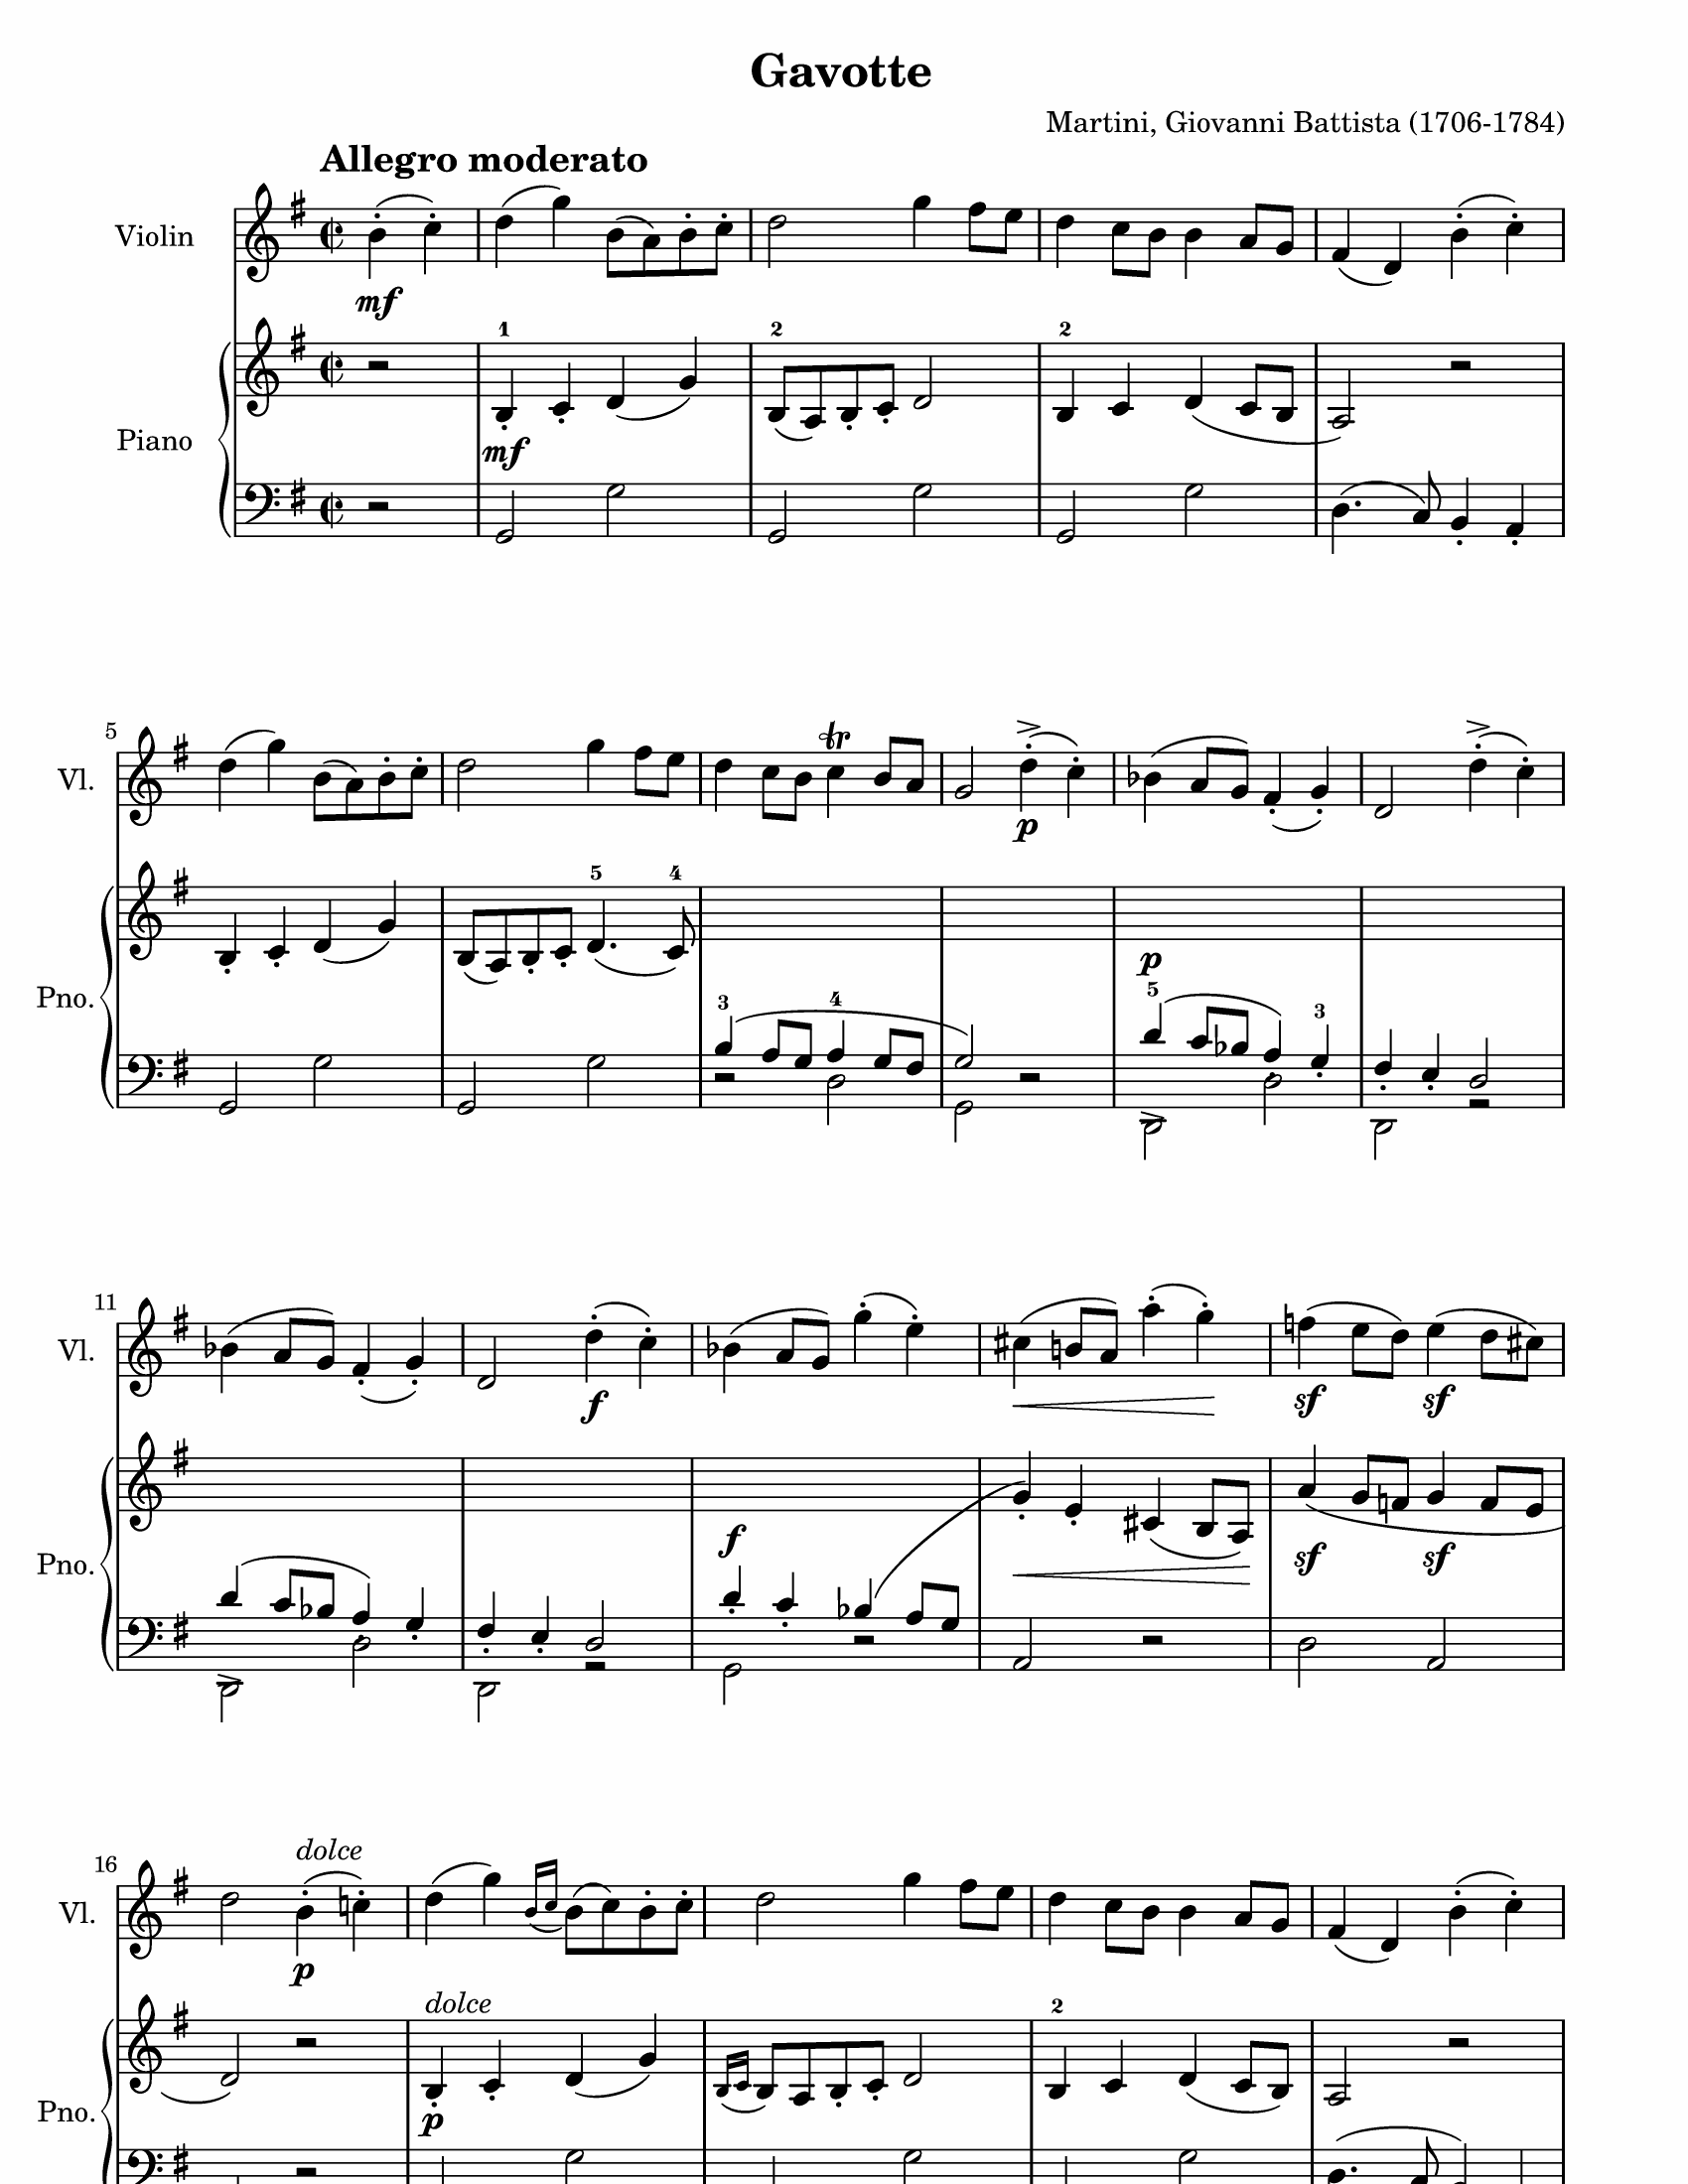 Gavotte
Martini, Giovanni Battista (1706-1784)
Allegro moderato
Violin
mf
1 2 2
Piano
mf
5
Vl.
tr
p
5 4
Pno.
3 4
p
5 3
11
Vl.
f
sf sf
Pno.
f
sf sf
16
dolce
Vl.
p
dolce
2
Pno.
p